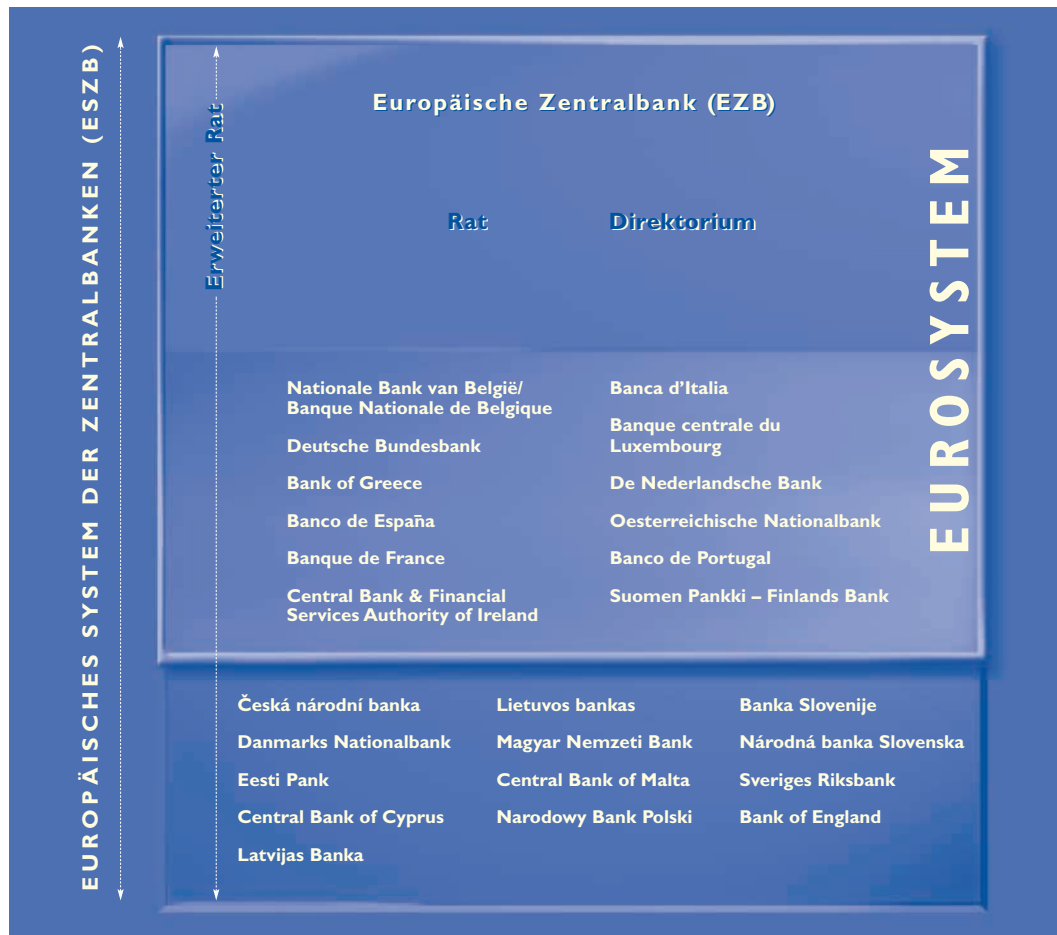 EUROPÄISCHES SYSTEM DER ZENTRALBANKEN (ESZB)
Erweiterter Rat
Europäische Zentralbank (EZB)
Rat
Direktorium
EUROSYSTEM
Nationale Bank van België/
Banque Nationale de Belgique
Deutsche Bundesbank
Bank of Greece
Banco de España
Banque de France
Central Bank & Financial
Services Authority of Ireland
Banca d’Italia
Banque centrale du
Luxembourg
De Nederlandsche Bank
Oesterreichische Nationalbank
Banco de Portugal
Suomen Pankki – Finlands Bank
Česká národní banka
Danmarks Nationalbank
Eesti Pank
Central Bank of Cyprus
Latvijas Banka
Lietuvos bankas
Magyar Nemzeti Bank
Central Bank of Malta
Narodowy Bank Polski
Banka Slovenije
Národná banka Slovenska
Sveriges Riksbank
Bank of England